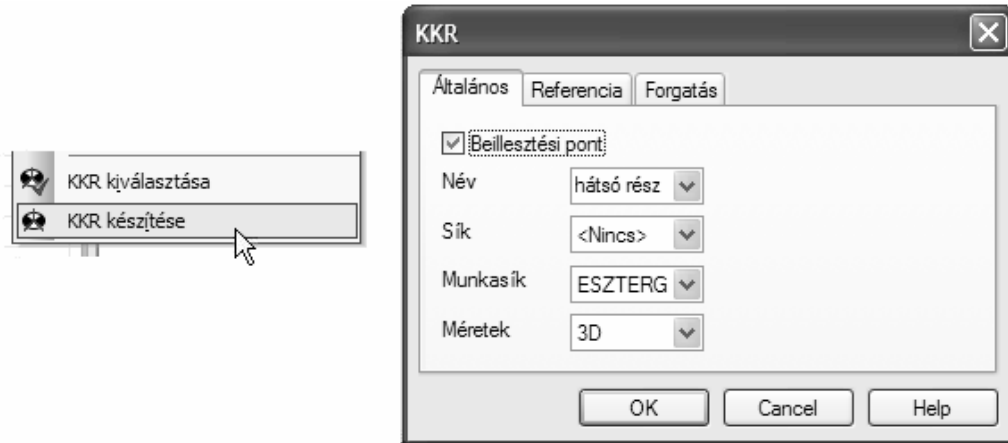 KKR kiválasztása
KKR készítése
KKR
Általános Referencia Forgatás
Beillesztési pont
Név hátsó rész
Sík <Nincs>
Munkasík ESZTERG
Méretek 3D
OK Cancel Help